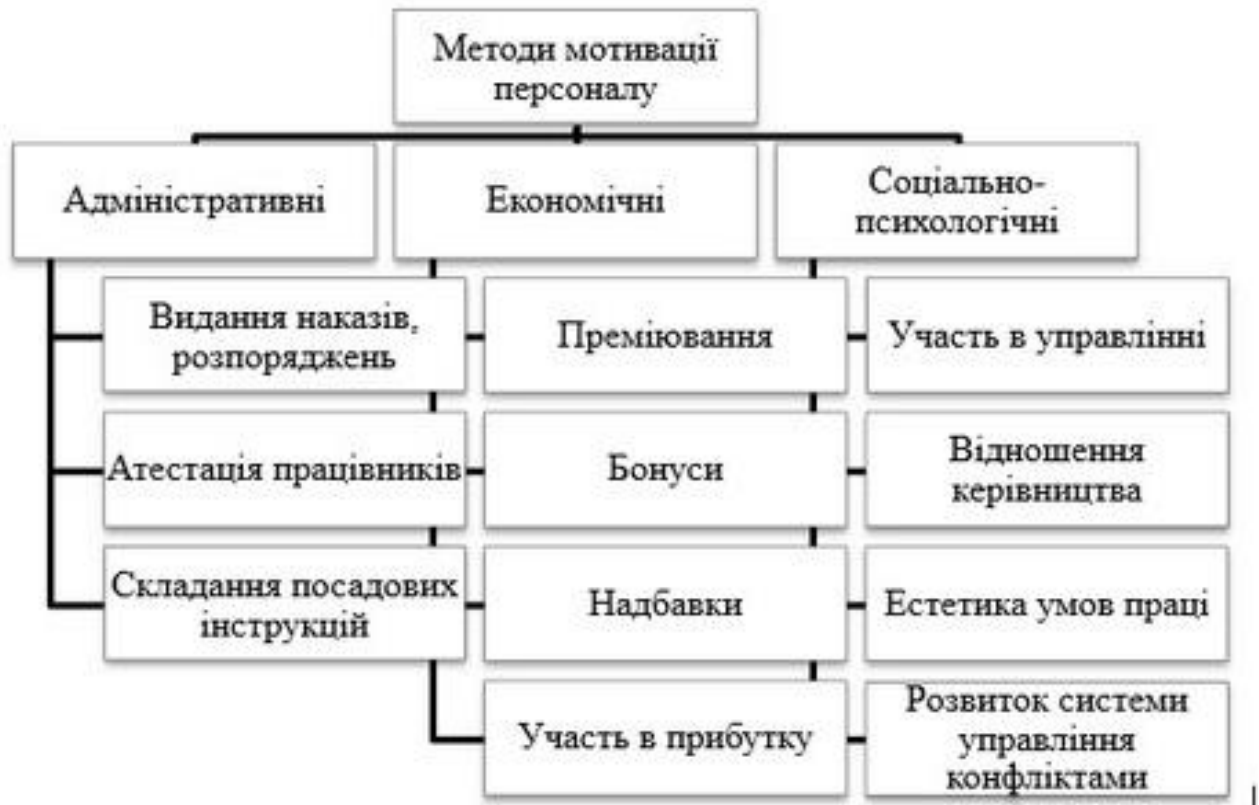 Методи мотивації
персоналу
Адміністративні
Економічні
Соціально-
психологічні
Видання наказів,
розпоряджень
Преміювання
Участь в управлінні
Атестація працівників
Бонуси
Відношення
керівництва
Складання посадових
інструкцій
Надбавки
Естетика умов праці
Участь в прибутку
Розвиток системи
управління
конфліктами